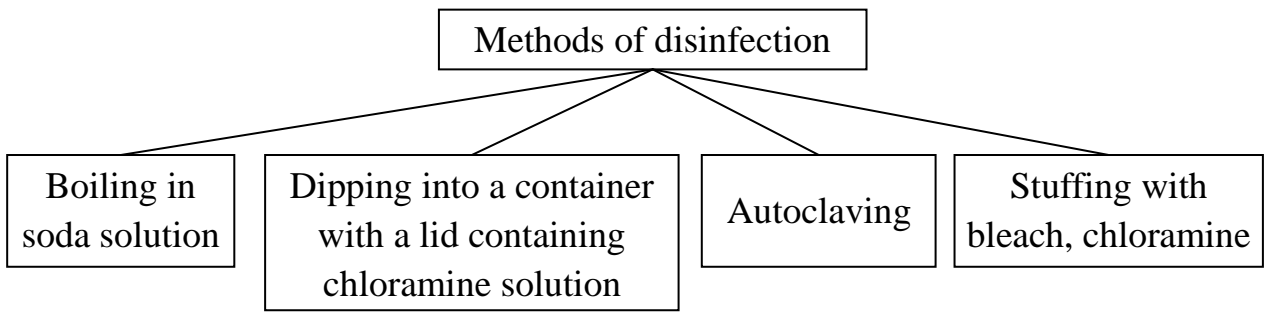 Methods of disinfection
Boiling in
soda solution
Dipping into a container
with a lid containing
chloramine solution
Autoclaving
Stuffing with
bleach, chloramine